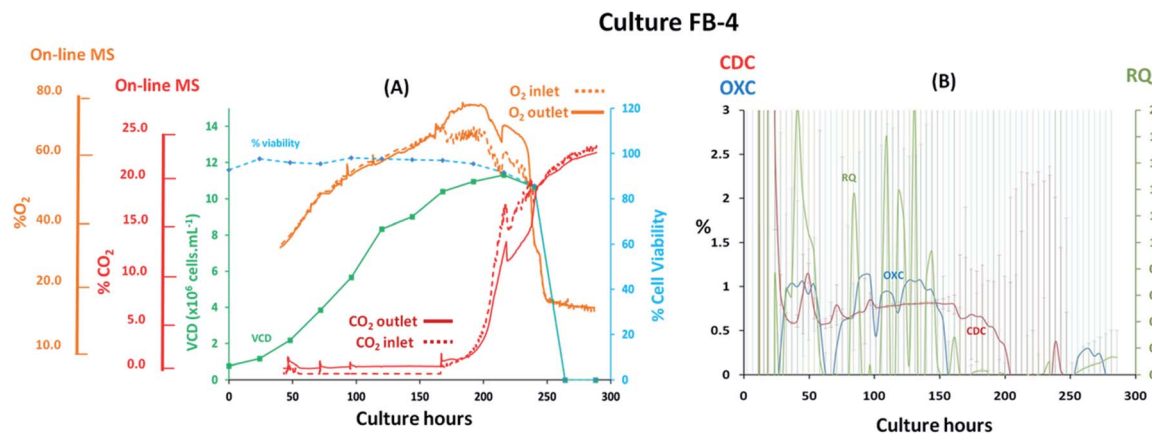 Culture FB-4
On-line MS
On-line MS
(A)
O2 inlet
O2 outlet
% viability
VCD
CO2 outlet
CO2 inlet
%O2
80.0
60.0
40.0
20.0
10.0
% CO2
25.0
20.0
15.0
10.0
5.0
0.0
VCD (x10⁶ cells.mL⁻¹)
14
12
10
8
6
4
2
0
% Cell Viability
120
100
80
60
40
20
0
0 50 100 150 200 250 300
Culture hours
CDC
OXC
(B)
RQ
%
3
2.5
2
1.5
1
0.5
0
RQ
OXC
CDC
0 50 100 150 200 250 300
Culture hours